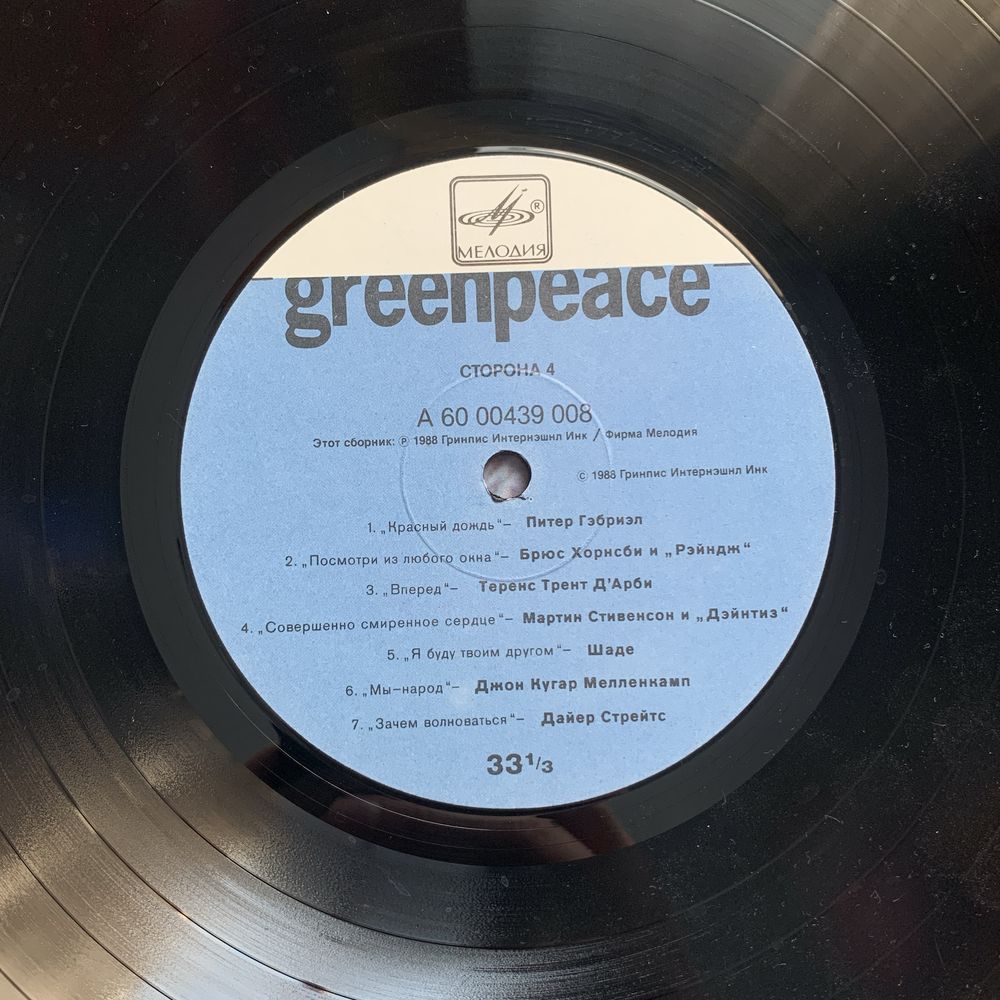 ®
МЕЛОДИЯ
greenpeace
СТОРОНА 4
А 60 00439 008
Этот сборник: ℗ 1988 Гринпис Интернэшнл Инк / Фирма Мелодия
© 1988 Гринпис Интернэшнл Инк
1. „Красный дождь“– Питер Гэбриэл
2. „Посмотри из любого окна“– Брюс Хорнсби и „Рэйндж“
3. „Вперед“– Теренс Трент Д'Арби
4. „Совершенно смиренное сердце“– Мартин Стивенсон и „Дэйнтиз“
5. „Я буду твоим другом“– Шаде
6. „Мы–народ“– Джон Кугар Мелленкамп
7. „Зачем волноваться“– Дайер Стрейтс
33 1/3